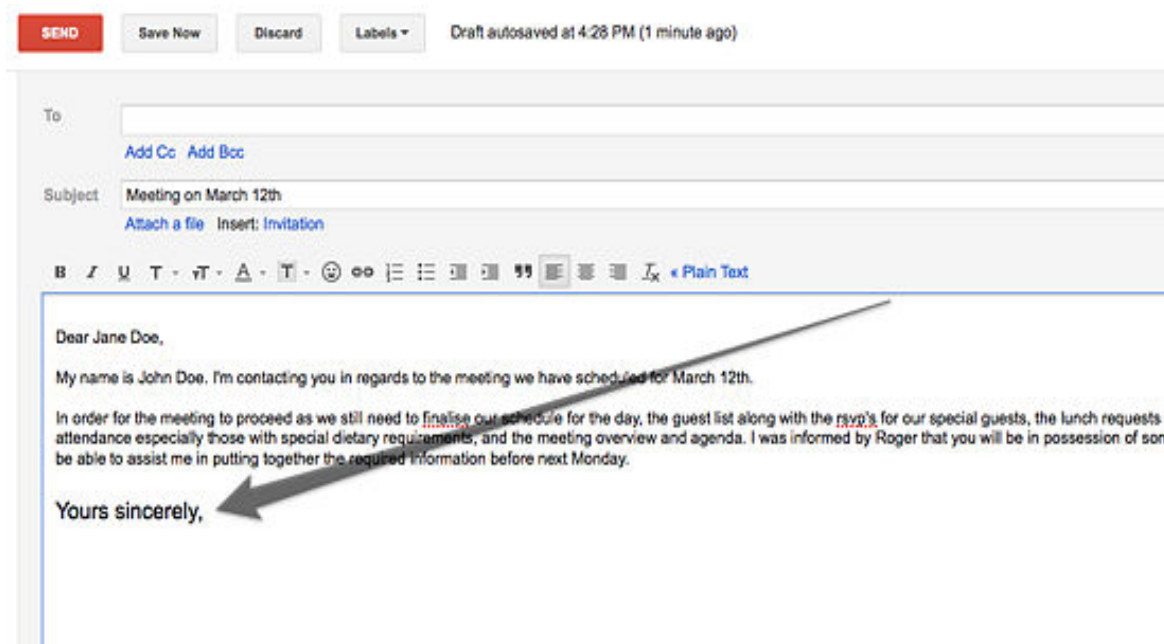 SEND Save Now Discard Labels Draft autosaved at 4:28 PM (1 minute ago)
To
Add Cc Add Bcc
Subject Meeting on March 12th
Attach a file Insert: Invitation
B I U T T A T « Plain Text
Dear Jane Doe,
My name is John Doe. I'm contacting you in regards to the meeting we have scheduled for March 12th.
In order for the meeting to proceed as we still need to finalise our schedule for the day, the guest list along with the rsvp's for our special guests, the lunch requests
attendance especially those with special dietary requirements, and the meeting overview and agenda. I was informed by Roger that you will be in possession of
be able to assist me in putting together the required information before next Monday.
Yours sincerely,